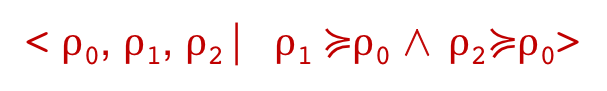 < ρ₀, ρ₁, ρ₂ | ρ₁ ≽ρ₀ ∧ ρ₂≽ρ₀>